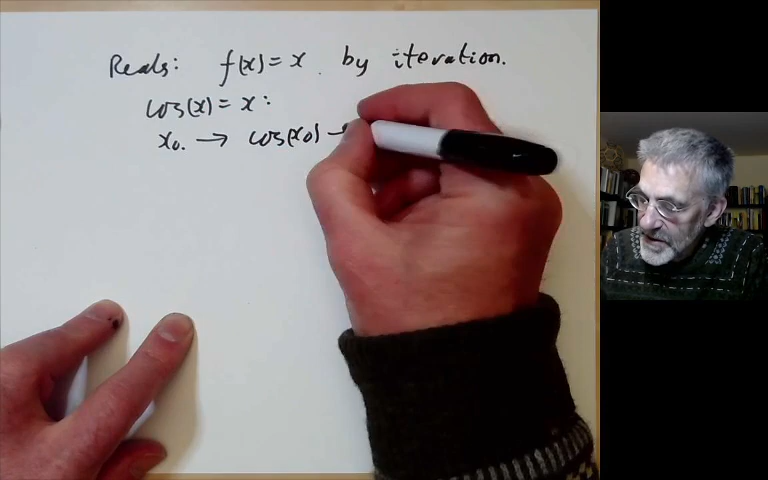 Reals: f(x) = x by iteration.
cos(x) = x:
x₀. → cos(x₀) →